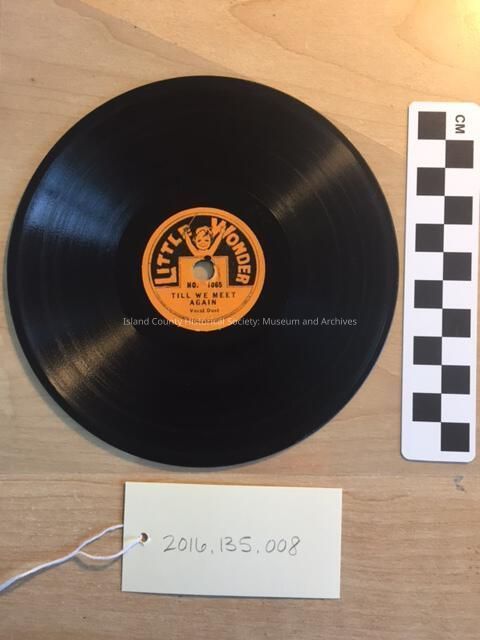 CM
LITTLE WONDER
NO. 1065
TILL WE MEET
AGAIN
Vocal Duet
Island County Historical Society: Museum and Archives
2016.135.008